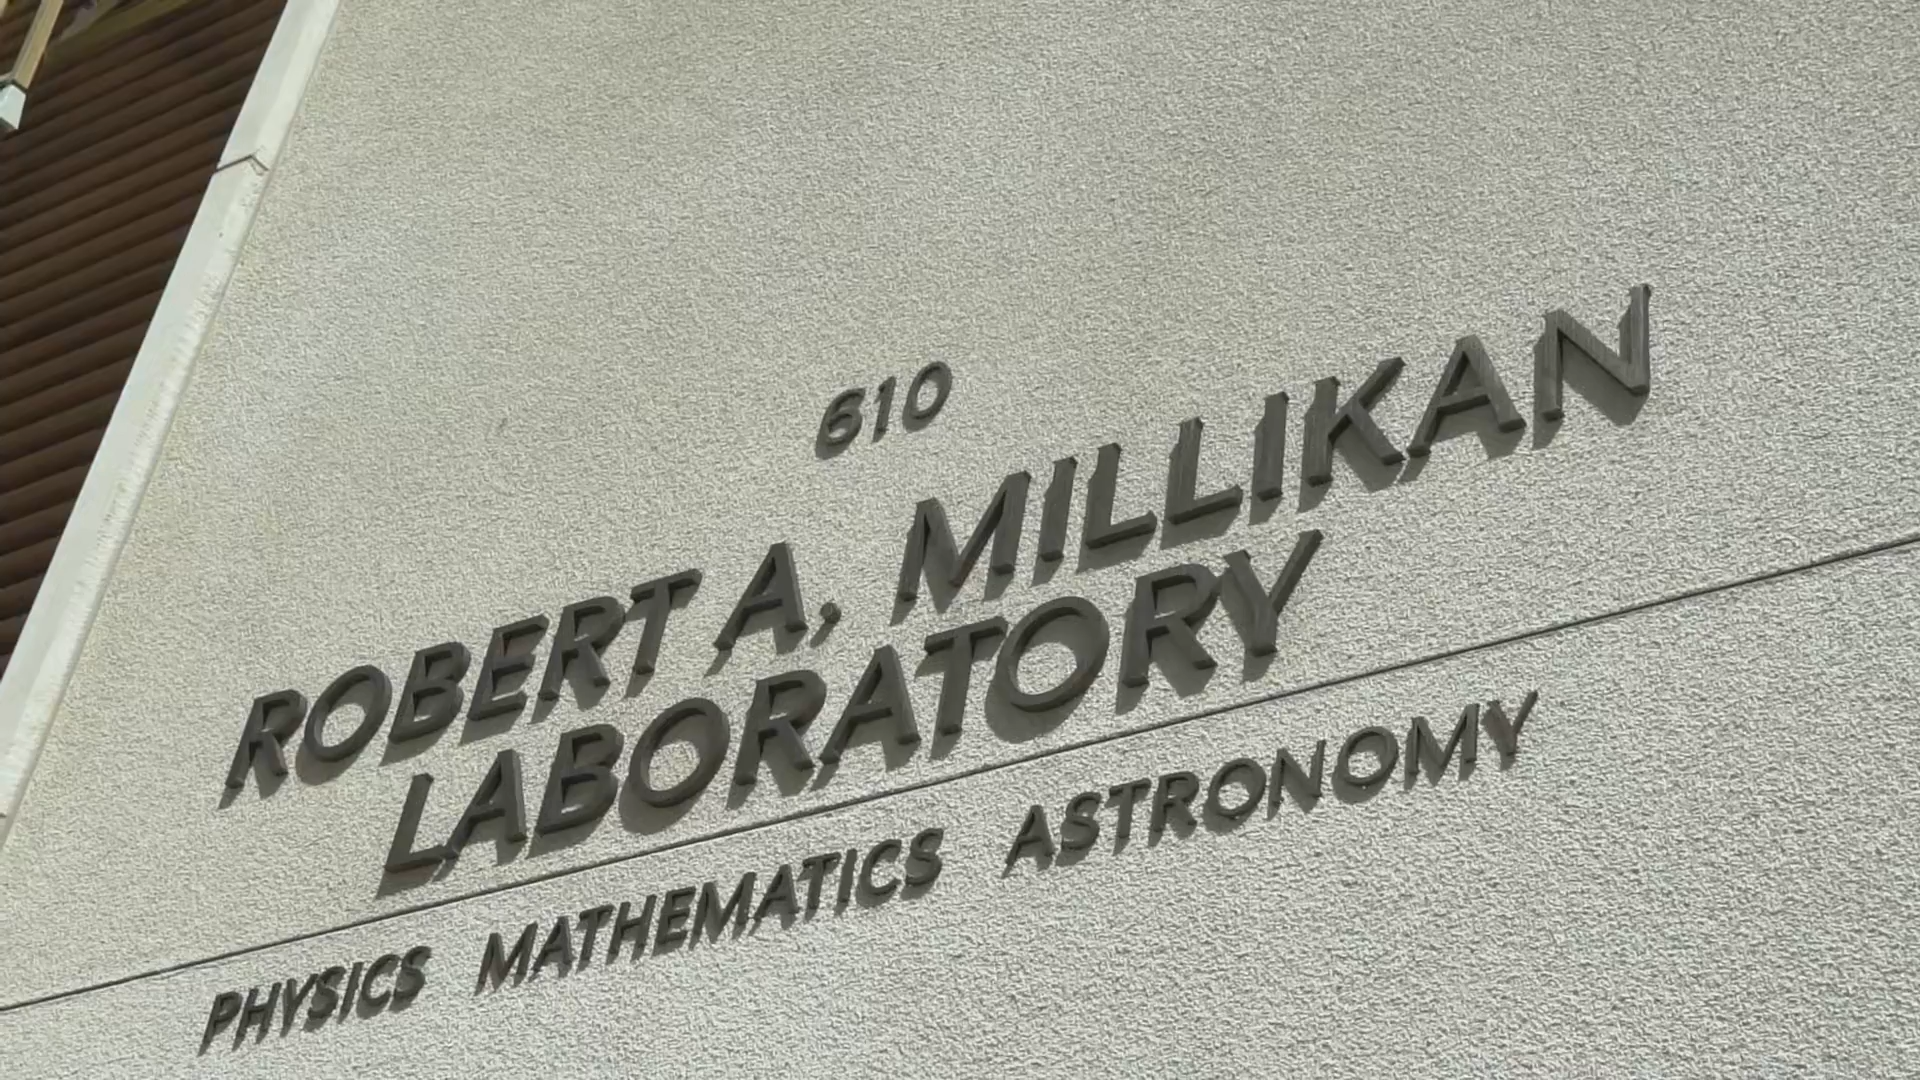 610
ROBERT A. MILLIKAN
LABORATORY
PHYSICS MATHEMATICS ASTRONOMY